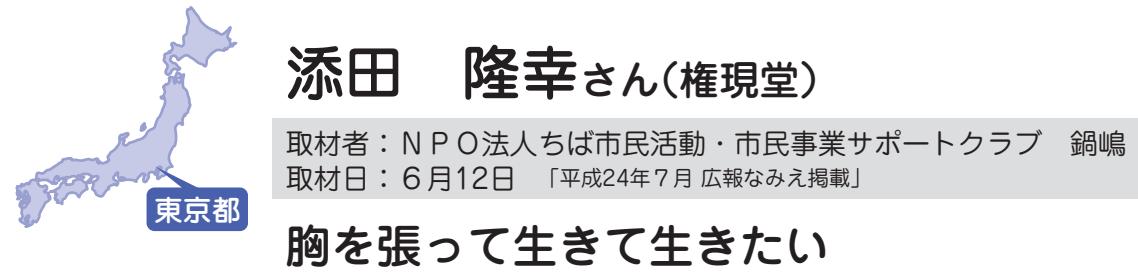 添田　隆幸さん(権現堂)
取材者：ＮＰＯ法人ちば市民活動・市民事業サポートクラブ　鍋嶋
取材日：６月12日　「平成24年７月 広報なみえ掲載」
東京都
胸を張って生きて生きたい